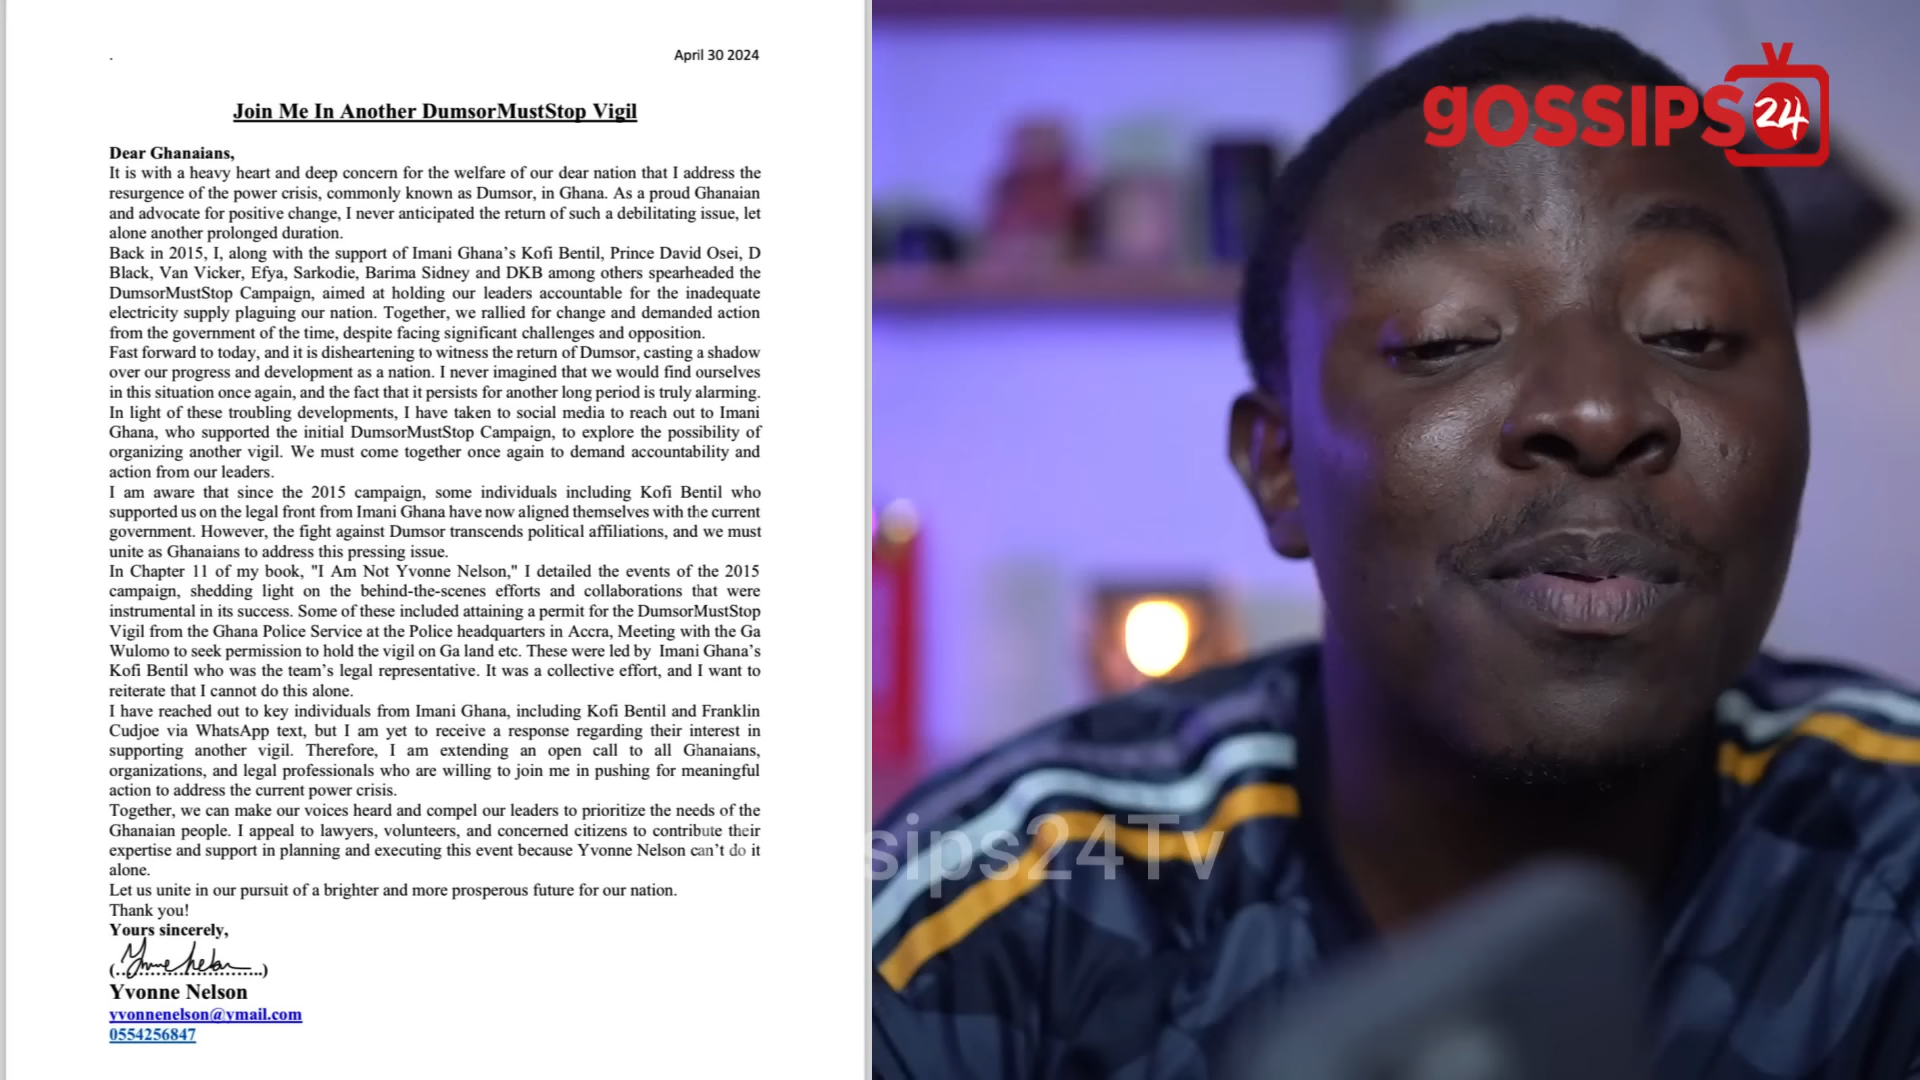 .
April 30 2024
Join Me In Another DumsorMustStop Vigil
Dear Ghanaians,
It is with a heavy heart and deep concern for the welfare of our dear nation that I address the
resurgence of the power crisis, commonly known as Dumsor, in Ghana. As a proud Ghanaian
and advocate for positive change, I never anticipated the return of such a debilitating issue, let
alone another prolonged duration.
Back in 2015, I, along with the support of Imani Ghana’s Kofi Bentil, Prince David Osei, D
Black, Van Vicker, Efya, Sarkodie, Barima Sidney and DKB among others spearheaded the
DumsorMustStop Campaign, aimed at holding our leaders accountable for the inadequate
electricity supply plaguing our nation. Together, we rallied for change and demanded action
from the government of the time, despite facing significant challenges and opposition.
Fast forward to today, and it is disheartening to witness the return of Dumsor, casting a shadow
over our progress and development as a nation. I never imagined that we would find ourselves
in this situation once again, and the fact that it persists for another long period is truly alarming.
In light of these troubling developments, I have taken to social media to reach out to Imani
Ghana, who supported the initial DumsorMustStop Campaign, to explore the possibility of
organizing another vigil. We must come together once again to demand accountability and
action from our leaders.
I am aware that since the 2015 campaign, some individuals including Kofi Bentil who
supported us on the legal front from Imani Ghana have now aligned themselves with the current
government. However, the fight against Dumsor transcends political affiliations, and we must
unite as Ghanaians to address this pressing issue.
In Chapter 11 of my book, "I Am Not Yvonne Nelson," I detailed the events of the 2015
campaign, shedding light on the behind-the-scenes efforts and collaborations that were
instrumental in its success. Some of these included attaining a permit for the DumsorMustStop
Vigil from the Ghana Police Service at the Police headquarters in Accra, Meeting with the Ga
Wulomo to seek permission to hold the vigil on Ga land etc. These were led by Imani Ghana’s
Kofi Bentil who was the team’s legal representative. It was a collective effort, and I want to
reiterate that I cannot do this alone.
I have reached out to key individuals from Imani Ghana, including Kofi Bentil and Franklin
Cudjoe via WhatsApp text, but I am yet to receive a response regarding their interest in
supporting another vigil. Therefore, I am extending an open call to all Ghanaians,
organizations, and legal professionals who are willing to join me in pushing for meaningful
action to address the current power crisis.
Together, we can make our voices heard and compel our leaders to prioritize the needs of the
Ghanaian people. I appeal to lawyers, volunteers, and concerned citizens to contribute their
expertise and support in planning and executing this event because Yvonne Nelson can’t do it
alone.
Let us unite in our pursuit of a brighter and more prosperous future for our nation.
Thank you!
Yours sincerely,
(..Yvonne Nelson..)
Yvonne Nelson
yvonnenelson@ymail.com
0554256847
gOSSIPS24
sips24Tv